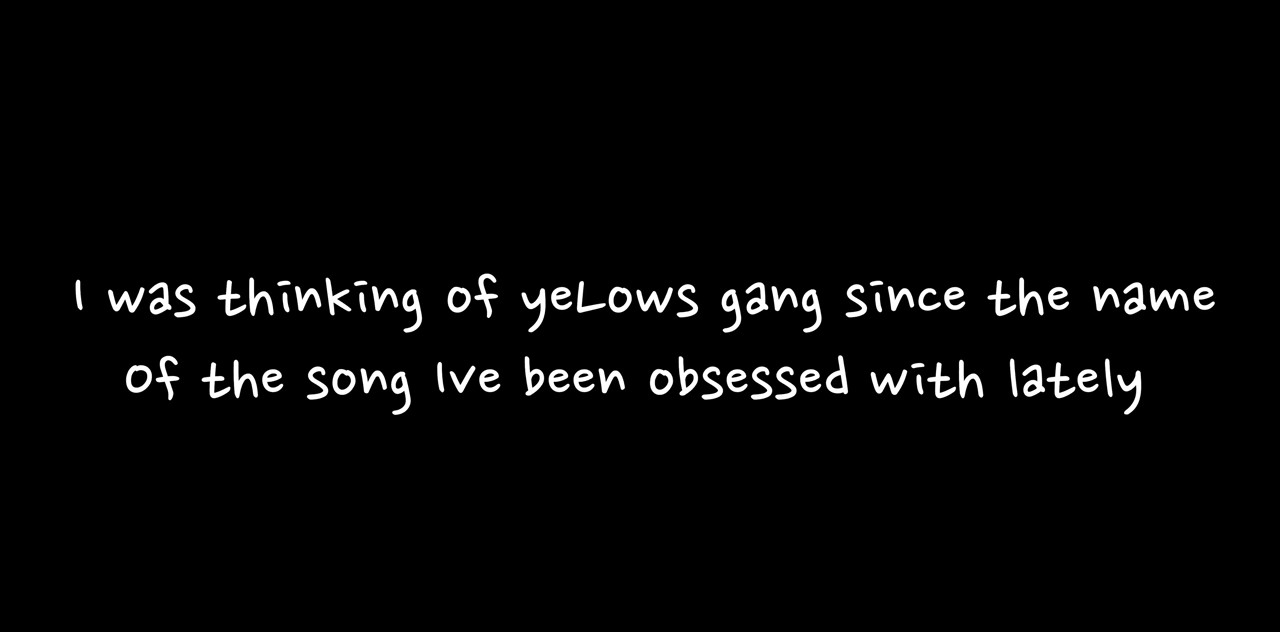 I was thinking of yeLows gang since the name
of the song Ive been obsessed with lately